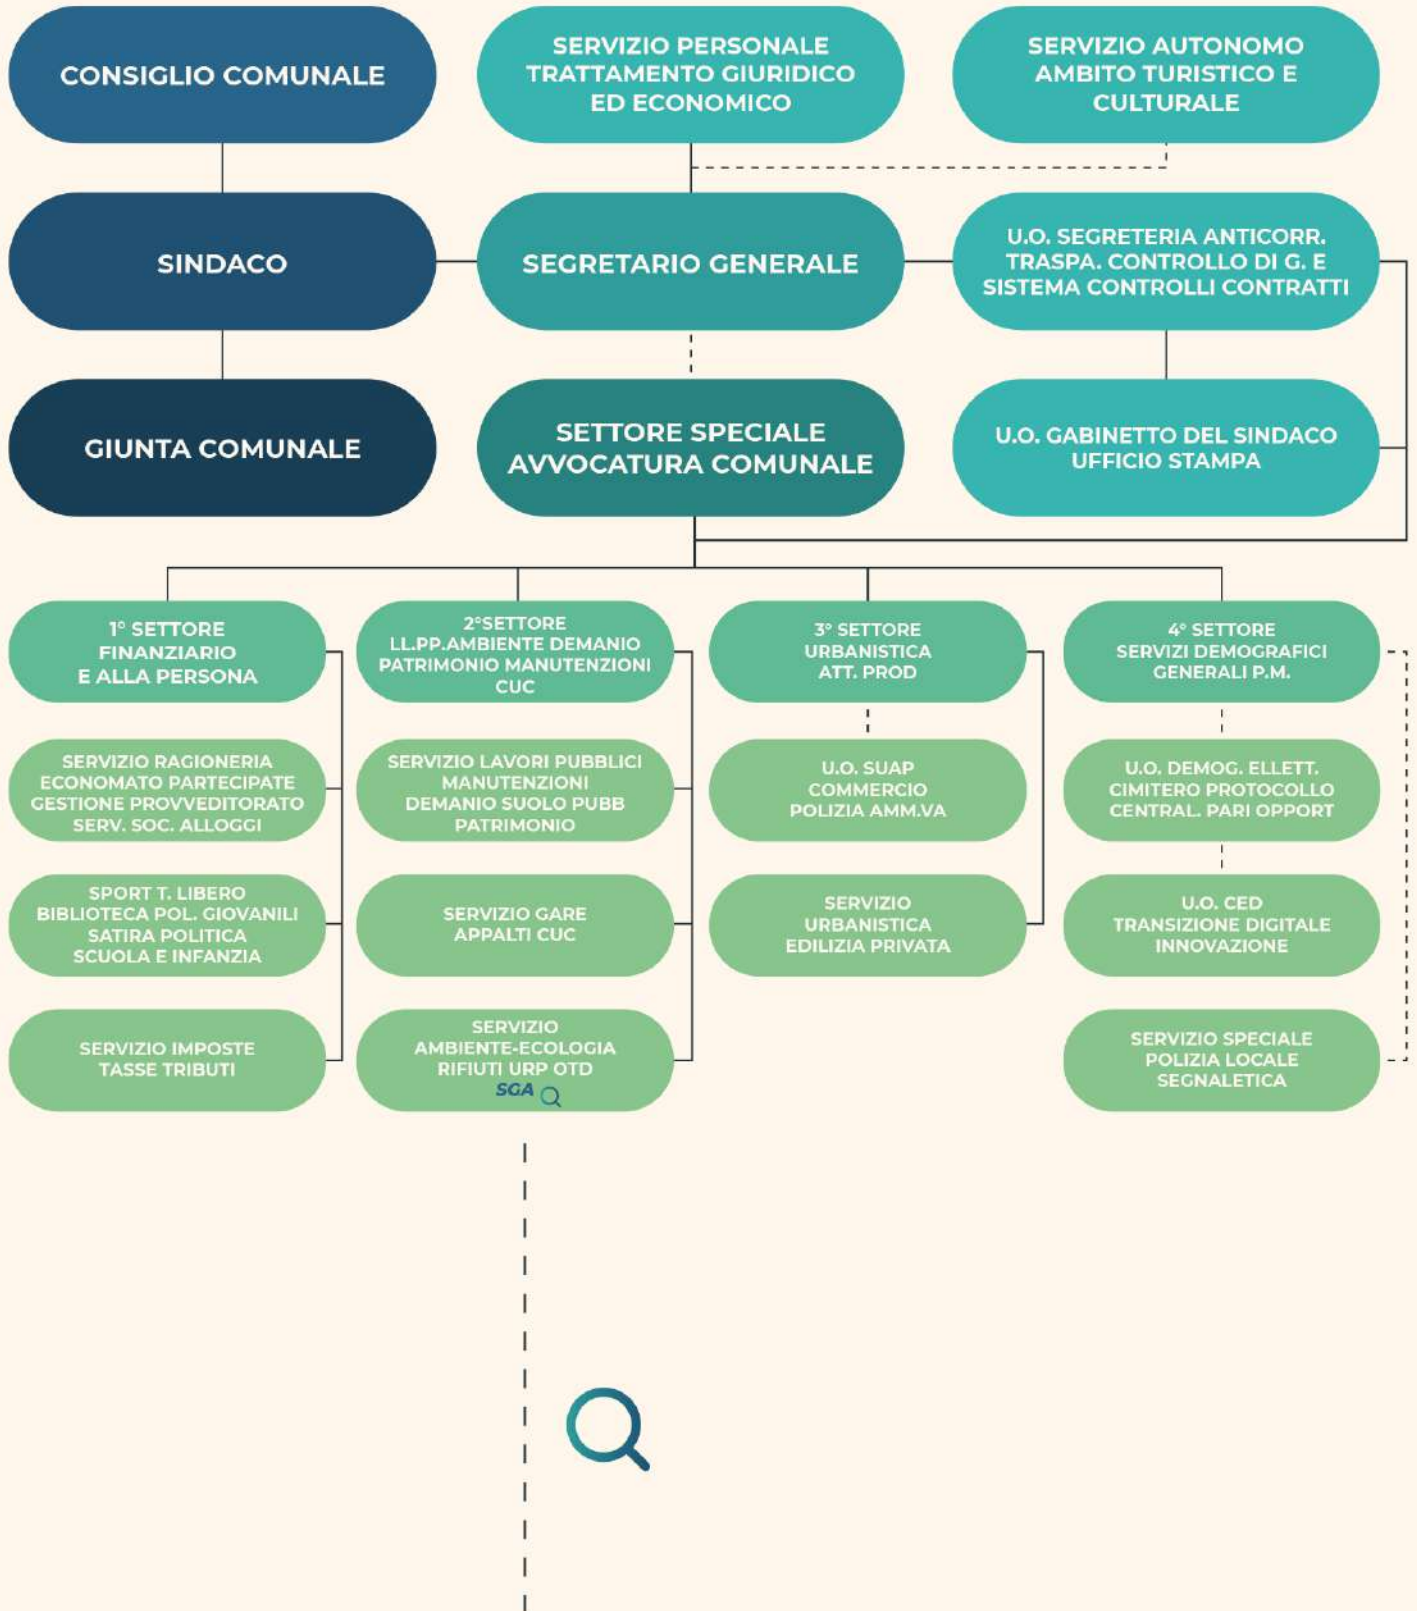 CONSIGLIO COMUNALE
SERVIZIO PERSONALE
TRATTAMENTO GIURIDICO
ED ECONOMICO
SERVIZIO AUTONOMO
AMBITO TURISTICO E
CULTURALE
SINDACO
SEGRETARIO GENERALE
U.O. SEGRETERIA ANTICORR.
TRASPA. CONTROLLO DI G. E
SISTEMA CONTROLLI CONTRATTI
GIUNTA COMUNALE
SETTORE SPECIALE
AVVOCATURA COMUNALE
U.O. GABINETTO DEL SINDACO
UFFICIO STAMPA
1° SETTORE
FINANZIARIO
E ALLA PERSONA
2°SETTORE
LL.PP.AMBIENTE DEMANIO
PATRIMONIO MANUTENZIONI
CUC
3° SETTORE
URBANISTICA
ATT. PROD
4° SETTORE
SERVIZI DEMOGRAFICI
GENERALI P.M.
SERVIZIO RAGIONERIA
ECONOMATO PARTECIPATE
GESTIONE PROVVEDITORATO
SERV. SOC. ALLOGGI
SERVIZIO LAVORI PUBBLICI
MANUTENZIONI
DEMANIO SUOLO PUBB
PATRIMONIO
U.O. SUAP
COMMERCIO
POLIZIA AMM.VA
U.O. DEMOG. ELLETT.
CIMITERO PROTOCOLLO
CENTRAL. PARI OPPORT
SPORT T. LIBERO
BIBLIOTECA POL. GIOVANILI
SATIRA POLITICA
SCUOLA E INFANZIA
SERVIZIO GARE
APPALTI CUC
SERVIZIO
URBANISTICA
EDILIZIA PRIVATA
U.O. CED
TRANSIZIONE DIGITALE
INNOVAZIONE
SERVIZIO IMPOSTE
TASSE TRIBUTI
SERVIZIO
AMBIENTE-ECOLOGIA
RIFIUTI URP OTD
SGA
SERVIZIO SPECIALE
POLIZIA LOCALE
SEGNALETICA